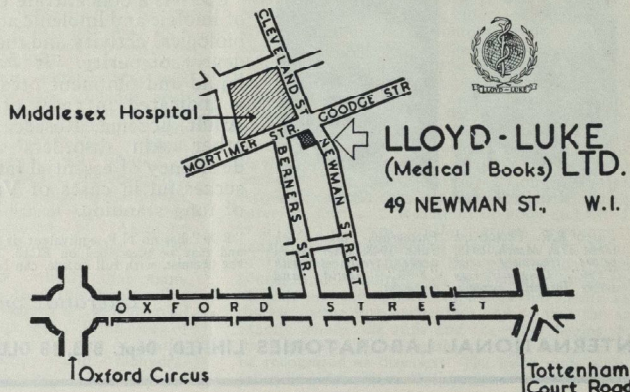 CLEVELAND ST.
GOODGE STR
Middlesex Hospital
MORTIMER STR.
BERNERS STR.
NEWMAN STREET
LLOYD-LUKE
LLOYD-LUKE
(Medical Books) LTD.
49 NEWMAN ST., W.I.
OXFORD STREET
Oxford Circus
Tottenham
Court Road